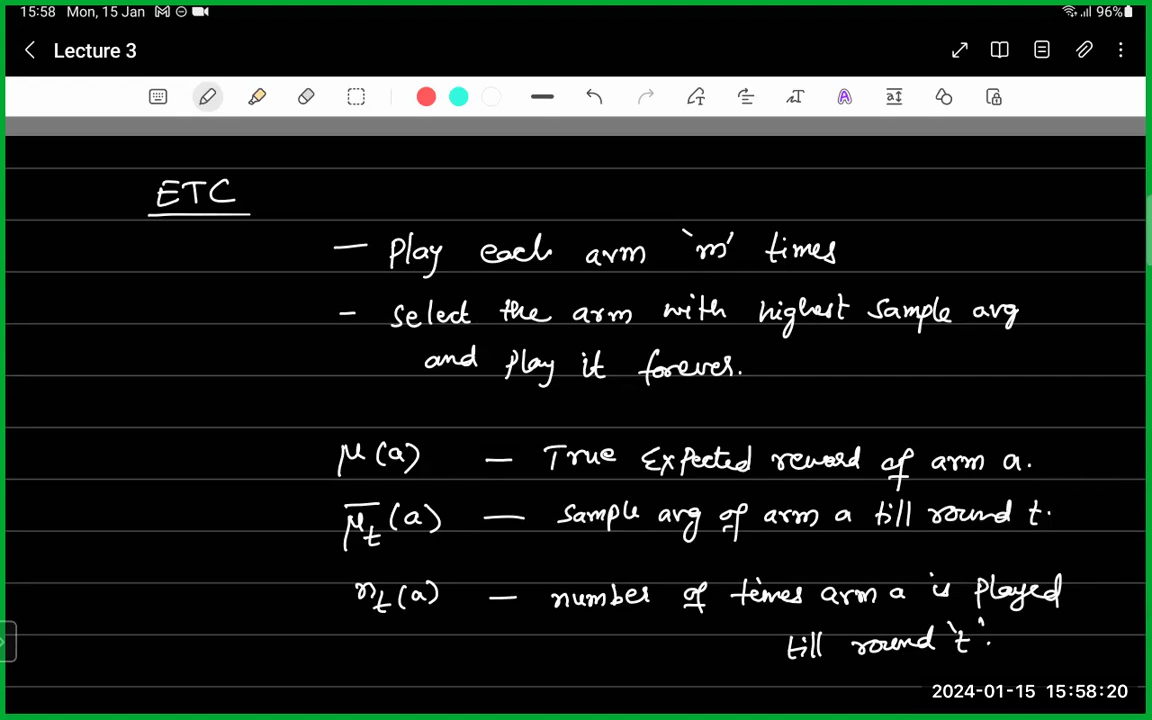 15:58 Mon, 15 Jan
96%
Lecture 3
ETC
— Play each arm `m' times
- Select the arm with highest sample avg
and play it forever.
μ(a) — True Expected reward of arm a.
μ̅ₜ(a) — Sample avg of arm a till round t.
nₜ(a) — number of times arm a is played
till round `t'.
2024-01-15 15:58:20